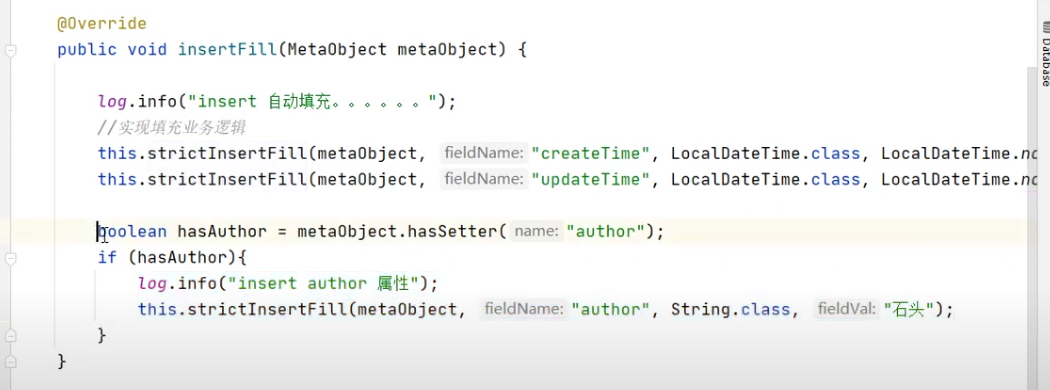 @Override
public void insertFill(MetaObject metaObject) {
log.info("insert 自动填充。。。。。。");
//实现填充业务逻辑
this.strictInsertFill(metaObject, fieldName: "createTime", LocalDateTime.class, LocalDateTime.no
this.strictInsertFill(metaObject, fieldName: "updateTime", LocalDateTime.class, LocalDateTime.no
boolean hasAuthor = metaObject.hasSetter( name: "author");
if (hasAuthor){
log.info("insert author 属性");
this.strictInsertFill(metaObject, fieldName: "author", String.class, fieldVal: "石头");
}
}
Database